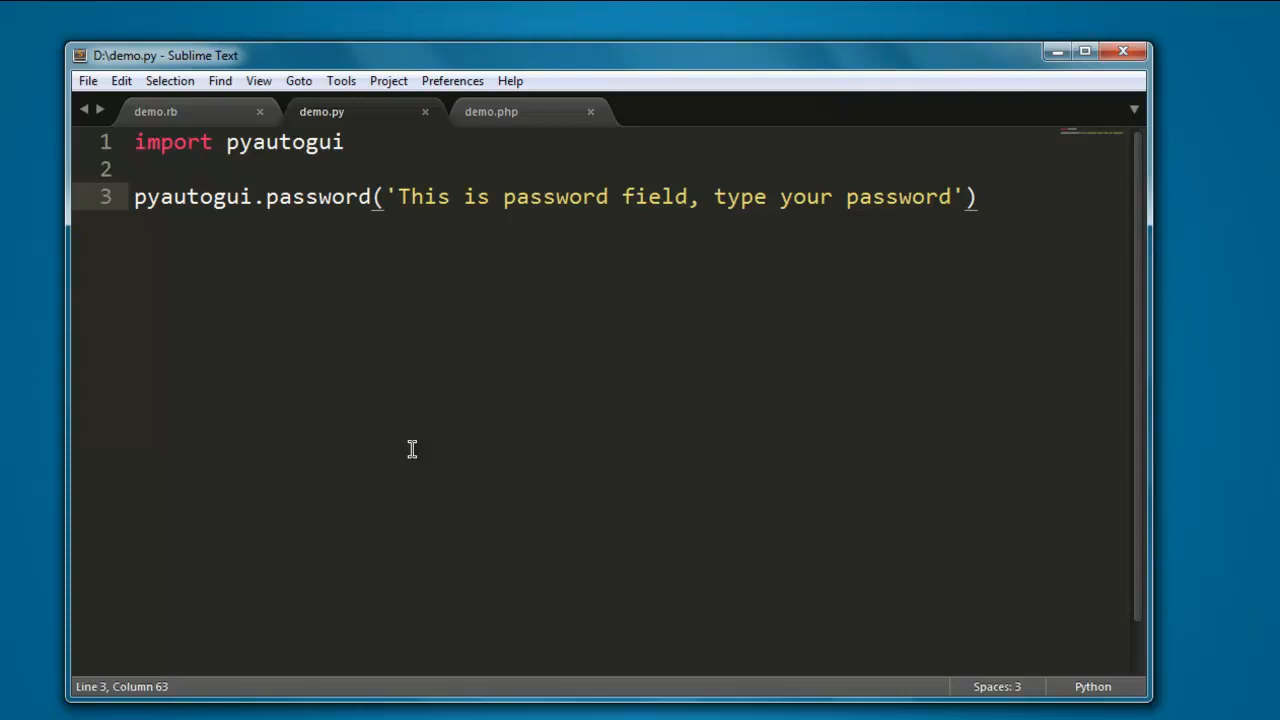 D:\demo.py - Sublime Text
File Edit Selection Find View Goto Tools Project Preferences Help
demo.rb demo.py demo.php
1 import pyautogui
2
3 pyautogui.password('This is password field, type your password')
Line 3, Column 63 Spaces: 3 Python